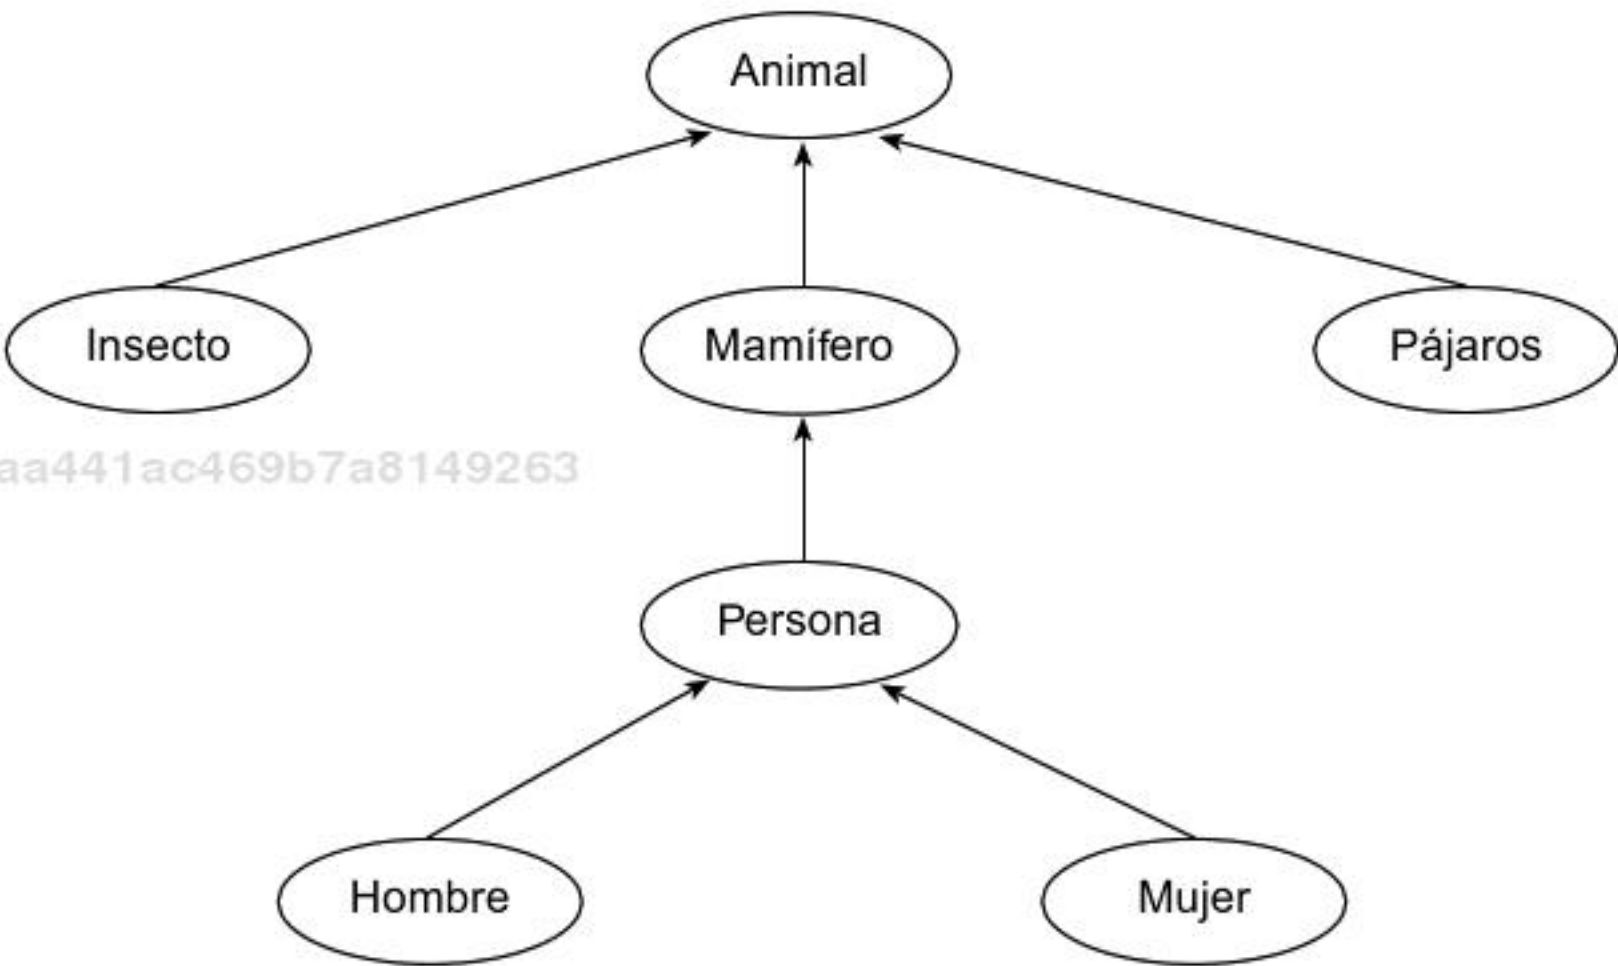 Animal
Insecto
Mamífero
Pájaros
aa441ac469b7a8149263
Persona
Hombre
Mujer